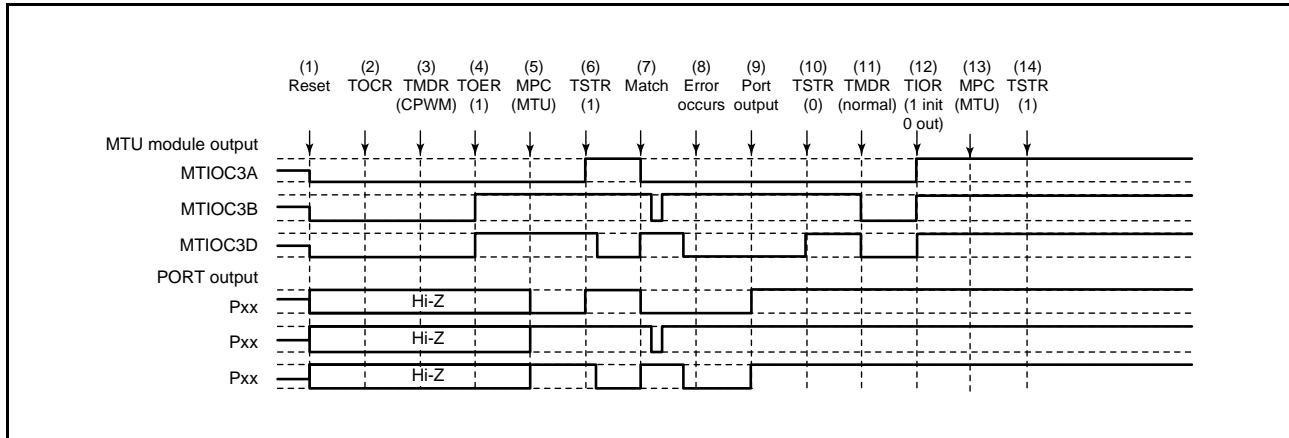 (1) (2) (3) (4) (5) (6) (7) (8) (9) (10) (11) (12) (13) (14)
Reset TOCR TMDR TOER MPC TSTR Match Error Port TSTR TMDR TIOR MPC TSTR
(CPWM) (1) (MTU) (1) occurs output (0) (normal) (1 init (MTU) (1)
0 out)
MTU module output
MTIOC3A
MTIOC3B
MTIOC3D
PORT output
Pxx Hi-Z
Pxx Hi-Z
Pxx Hi-Z